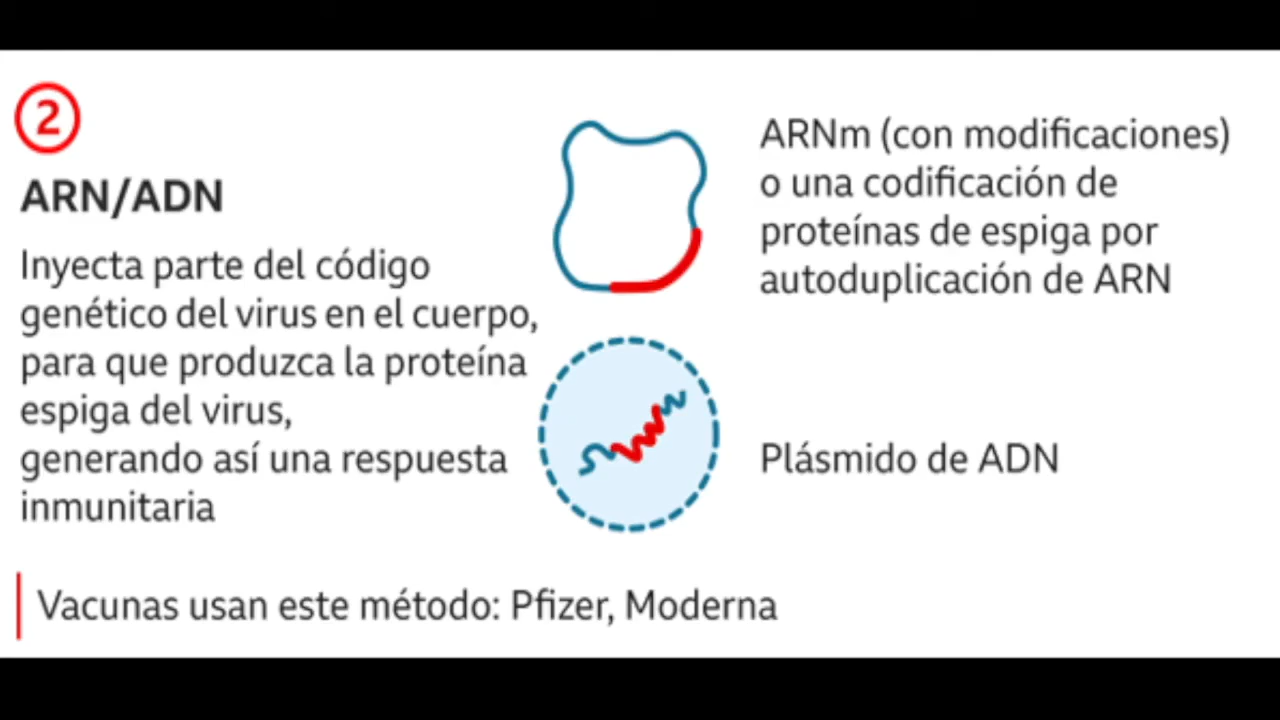 2
ARN/ADN
Inyecta parte del código
genético del virus en el cuerpo,
para que produzca la proteína
espiga del virus,
generando así una respuesta
inmunitaria
ARNm (con modificaciones)
o una codificación de
proteínas de espiga por
autoduplicación de ARN
Plásmido de ADN
Vacunas usan este método: Pfizer, Moderna